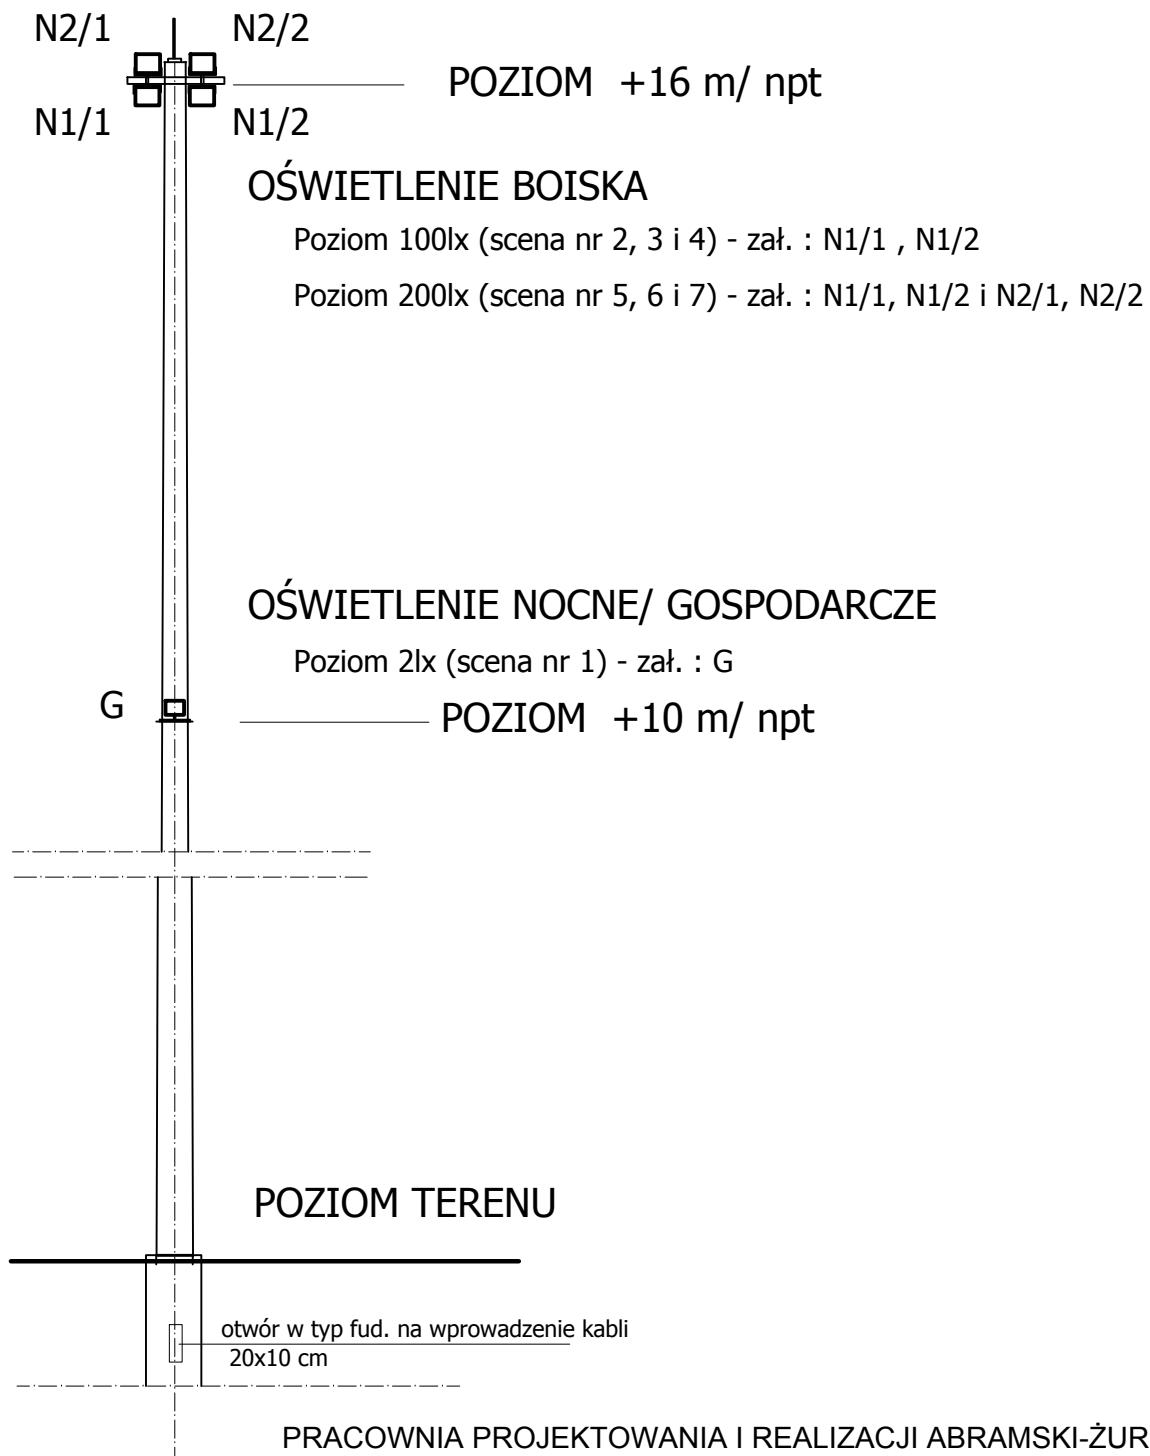 N2/1 N2/2
POZIOM +16 m/ npt
N1/1 N1/2
OŚWIETLENIE BOISKA
Poziom 100lx (scena nr 2, 3 i 4) - zał. : N1/1 , N1/2
Poziom 200lx (scena nr 5, 6 i 7) - zał. : N1/1, N1/2 i N2/1, N2/2
OŚWIETLENIE NOCNE/ GOSPODARCZE
Poziom 2lx (scena nr 1) - zał. : G
G
POZIOM +10 m/ npt
POZIOM TERENU
otwór w typ fud. na wprowadzenie kabli
20x10 cm
PRACOWNIA PROJEKTOWANIA I REALIZACJI ABRAMSKI-ŻUR